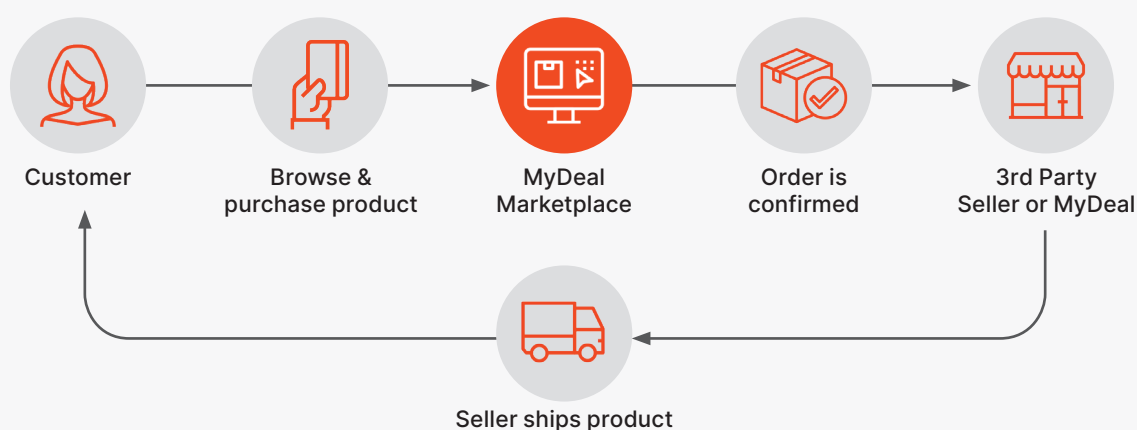 Customer
Browse &
purchase product
MyDeal
Marketplace
Order is
confirmed
3rd Party
Seller or MyDeal
Seller ships product